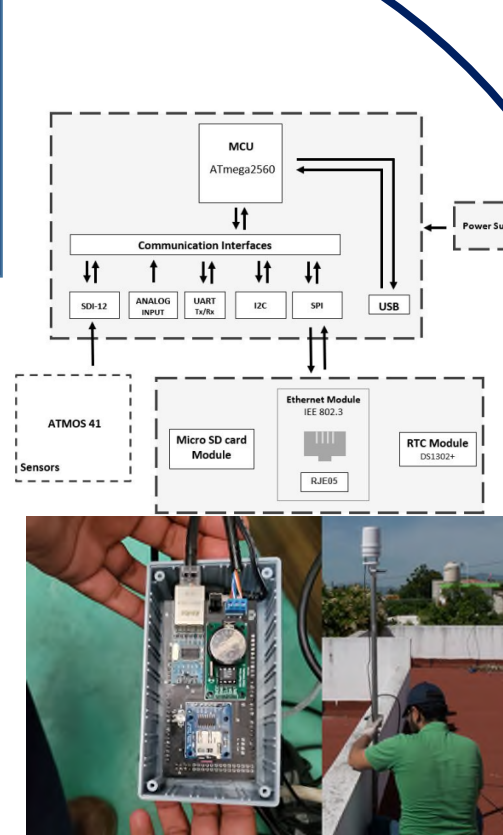 MCU
ATmega2560
Communication Interfaces
Power Su
SDI-12
ANALOG
INPUT
UART
Tx/Rx
I2C
SPI
USB
ATMOS 41
Sensors
Ethernet Module
IEE 802.3
Micro SD card
Module
RJE05
RTC Module
DS1302+